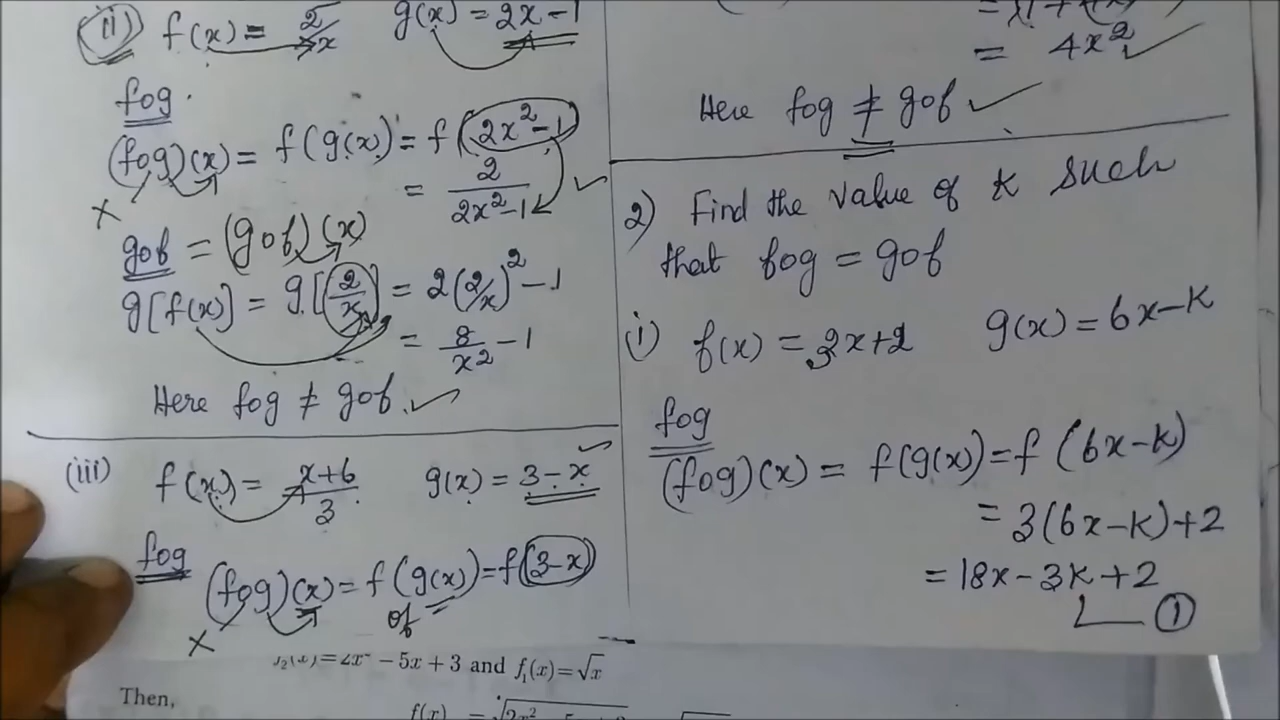 (ii) f(x) = 2/x g(x) = 2x-1
fog.
(fog)(x) = f(g(x)) = f(2x²-1)
= 2/(2x²-1) ✓
gof = (gof)(x)
g[f(x)] = g[2/x] = 2(2/x)²-1
= 8/x² - 1
Here fog ≠ gof. ✓
(iii) f(x) = (x+6)/3 g(x) = 3-x ✓
fog
(fog)(x) = f(g(x)) = f(3-x)
of
= 4x² ✓
Here fog ≠ gof ✓
2) Find the value of K such
that fog = gof
(i) f(x) = 3x+2 g(x) = 6x-K
fog
(fog)(x) = f(g(x)) = f(6x-K)
= 3(6x-K)+2
= 18x-3K+2
①
- 5x + 3 and f₁(x) = √x
Then,